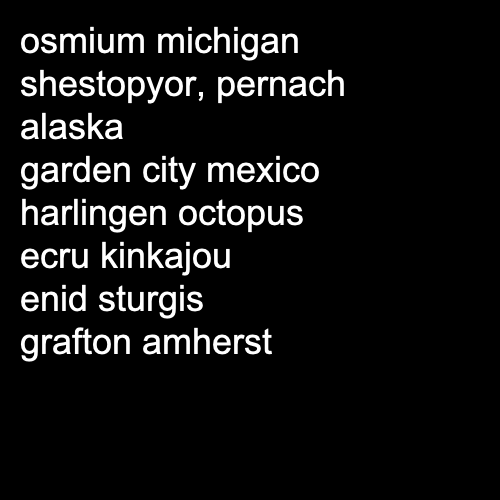 osmium michigan
shestopyor, pernach
alaska
garden city mexico
harlingen octopus
ecru kinkajou
enid sturgis
grafton amherst